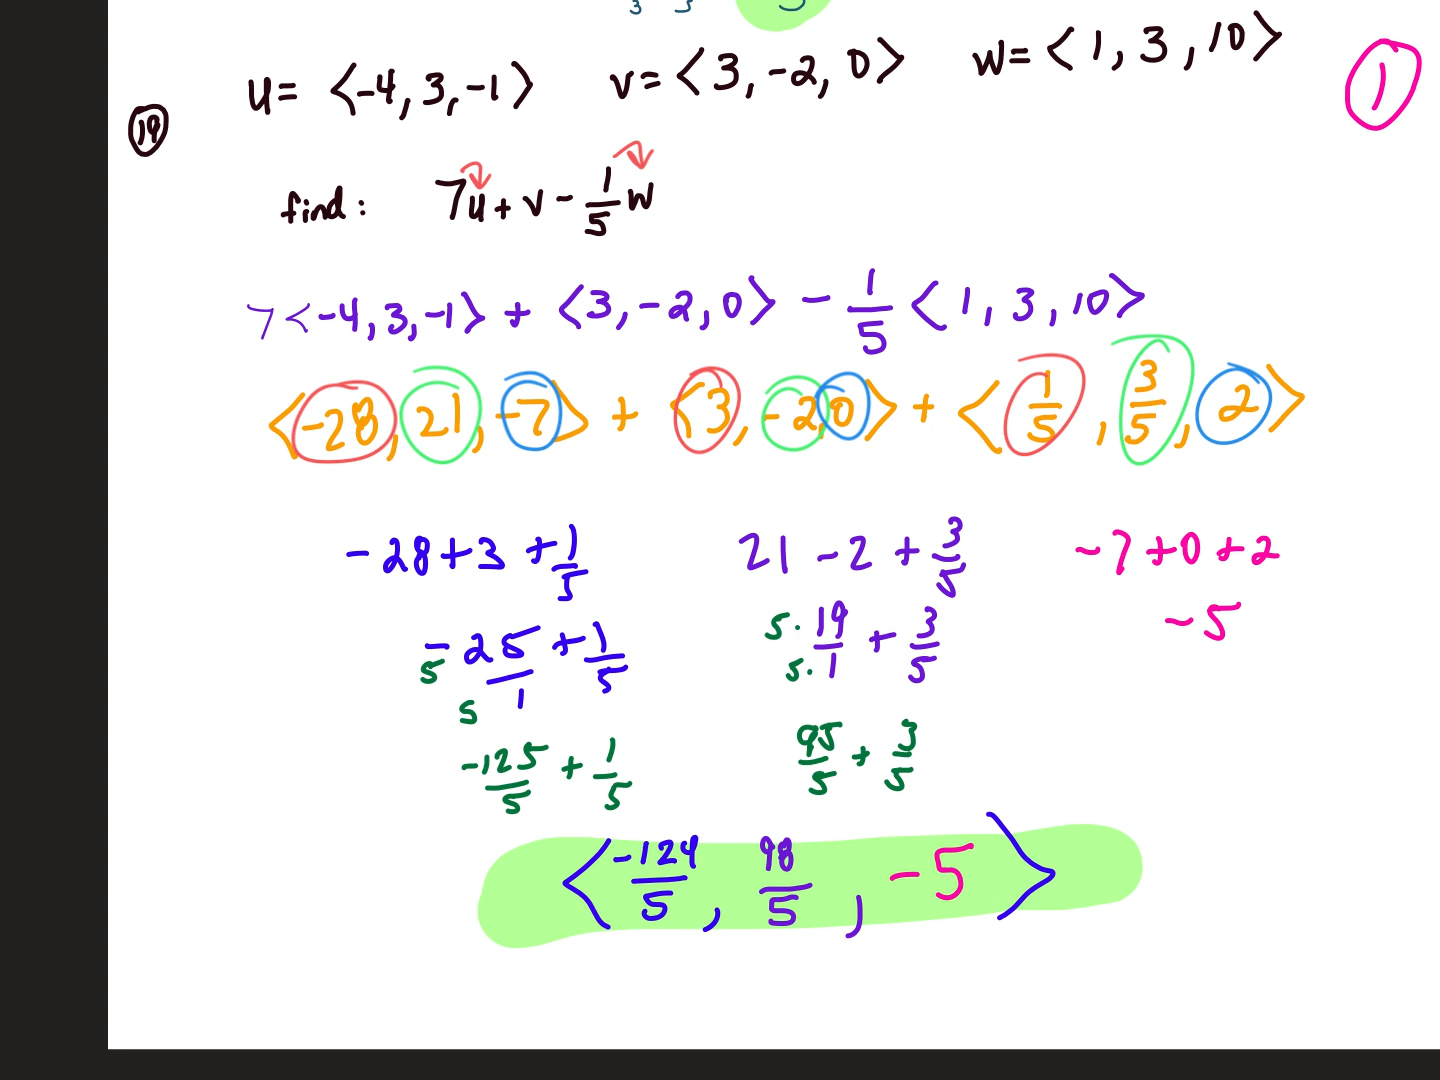 u= <-4,3,-1> v= <3,-2,0> w= <1,3,10> 1
19
find: 7u+v-1/5w
7<-4,3,-1> + <3,-2,0> - 1/5 <1,3,10>
<-28,21,-7> + <3,-2,0> + <1/5, 3/5, 2>
-28+3+1/5 21-2+3/5 -7+0+2
5 -25/1 5 +1/5 5· 19/1 5· + 3/5 -5
-125/5 + 1/5 95/5 + 3/5
<-124/5, 98/5, -5>